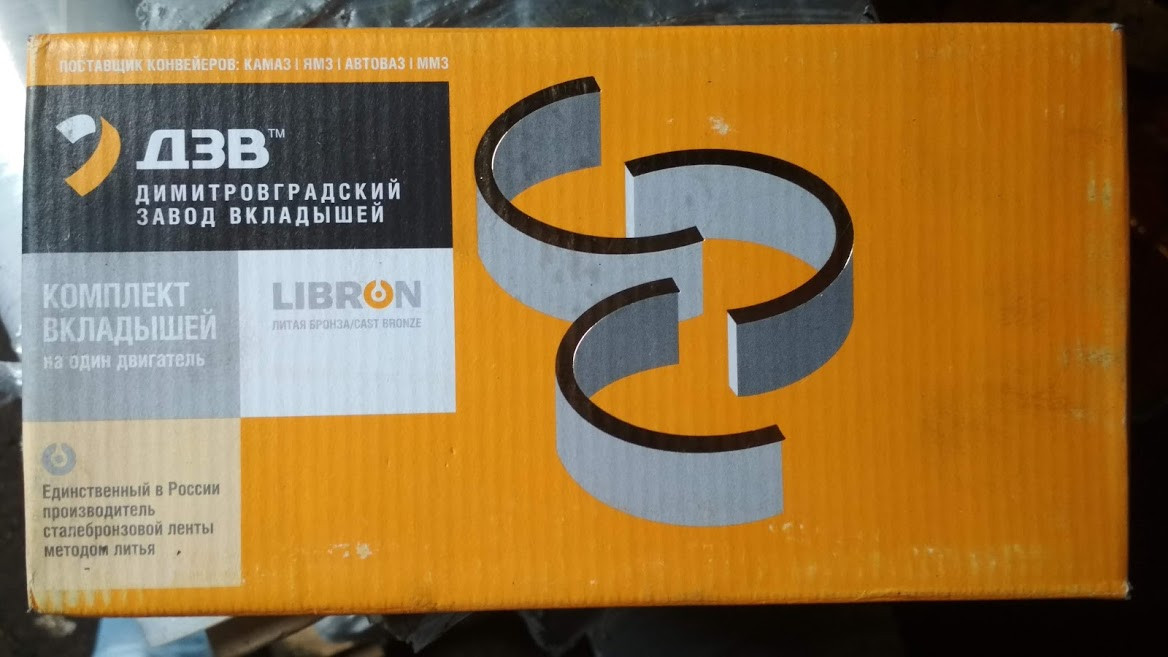 ПОСТАВЩИК КОНВЕЙЕРОВ: КАМАЗ | ЯМЗ | АВТОВАЗ | ММЗ
ДЗВ™
ДИМИТРОВГРАДСКИЙ
ЗАВОД ВКЛАДЫШЕЙ
КОМПЛЕКТ
ВКЛАДЫШЕЙ
на один двигатель
LIBRON
ЛИТАЯ БРОНЗА/CAST BRONZE
Единственный в России
производитель
сталебронзовой ленты
методом литья